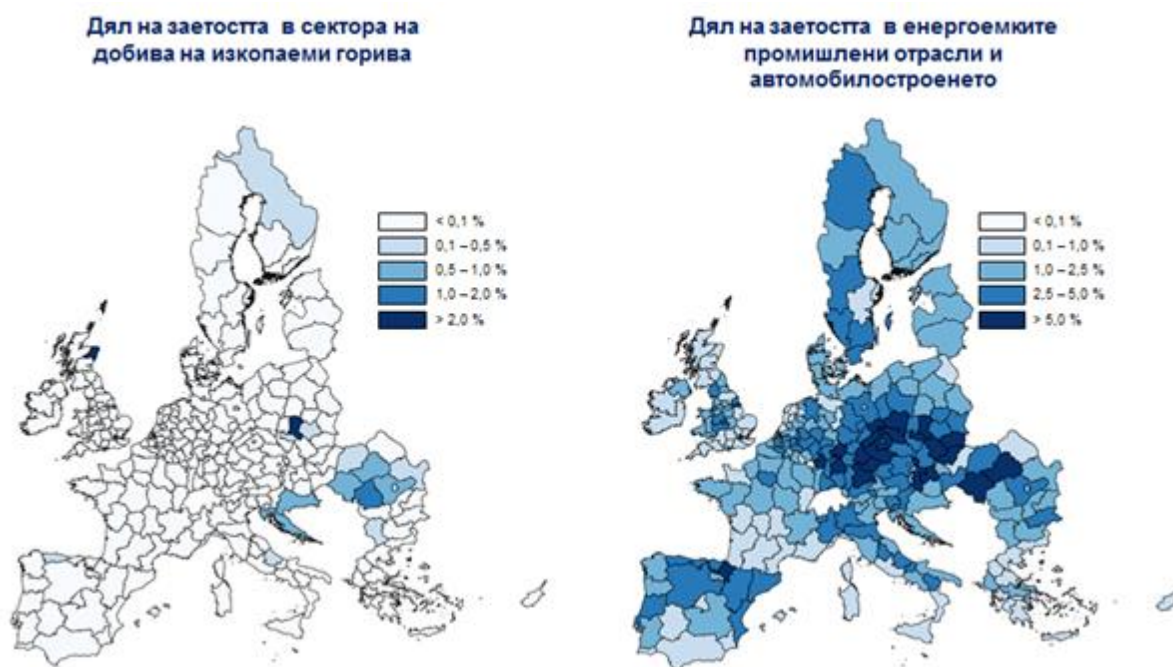 Дял на заетостта в сектора на
добива на изкопаеми горива
Дял на заетостта в енергоемките
промишлени отрасли и
автомобилостроенето
< 0,1 %
0,1 – 0,5 %
0,5 – 1,0 %
1,0 – 2,0 %
> 2,0 %
< 0,1 %
0,1 – 1,0 %
1,0 – 2,5 %
2,5 – 5,0 %
> 5,0 %